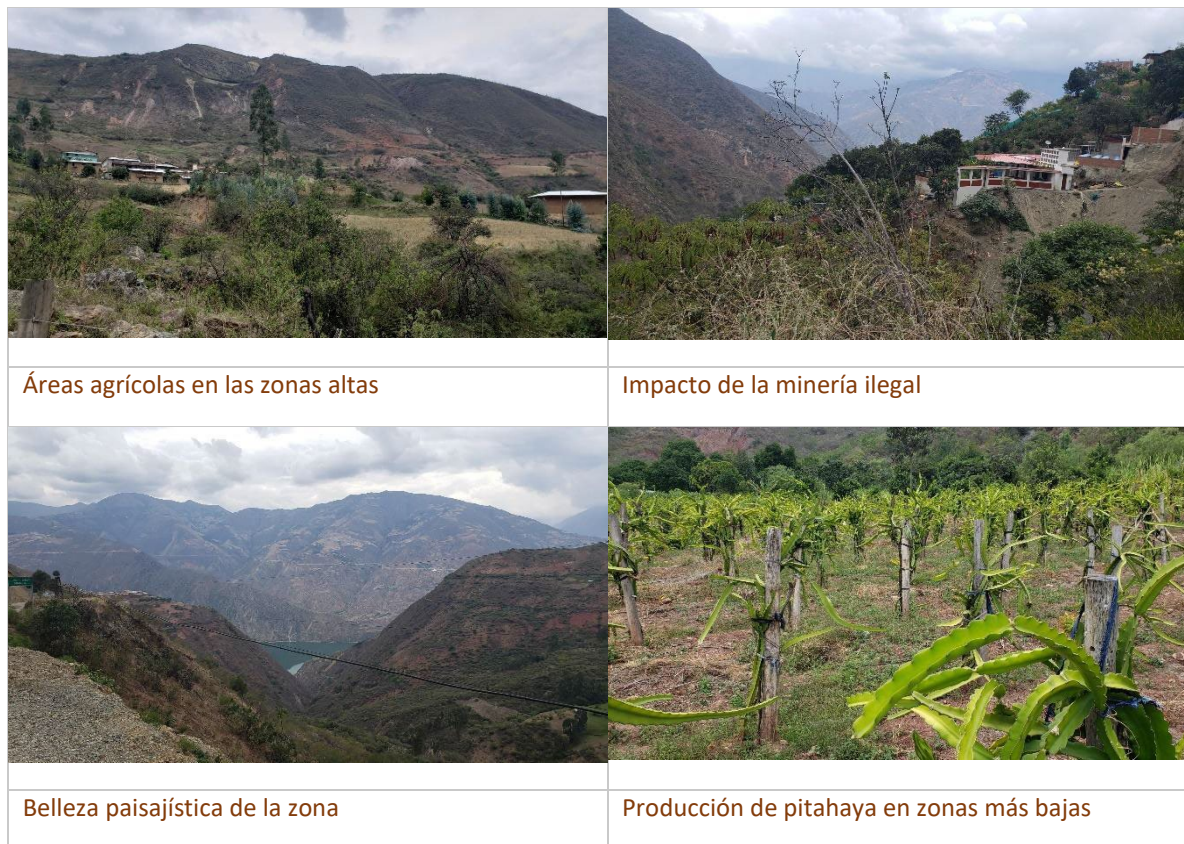 Áreas agrícolas en las zonas altas
Impacto de la minería ilegal
Belleza paisajística de la zona
Producción de pitahaya en zonas más bajas